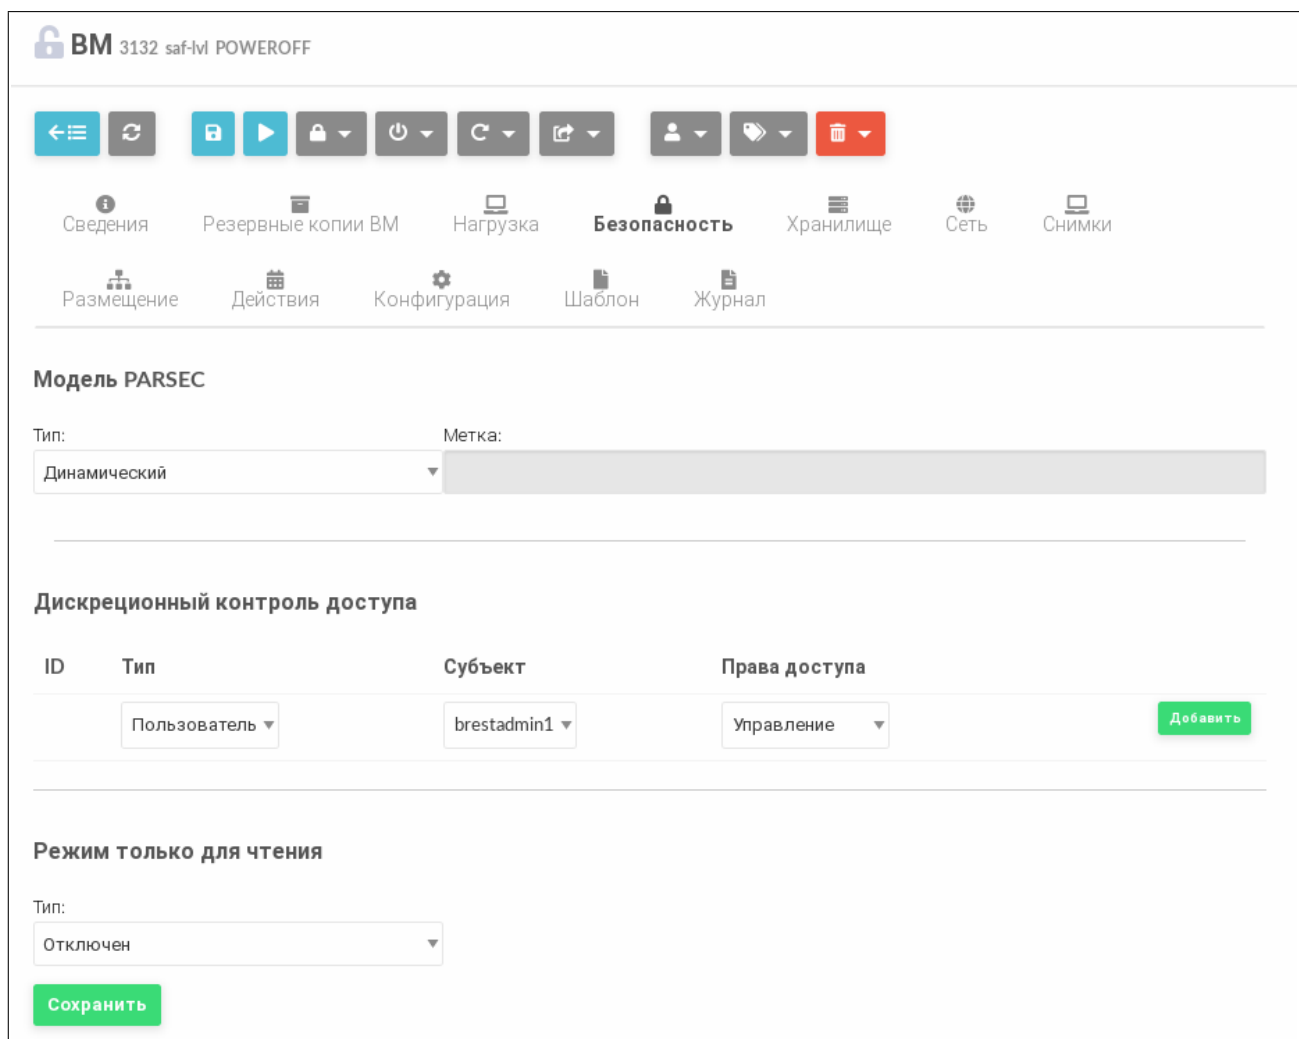 ВМ 3132 saf-lvl POWEROFF
Сведения Резервные копии ВМ Нагрузка Безопасность Хранилище Сеть Снимки
Размещение Действия Конфигурация Шаблон Журнал
Модель PARSEC
Тип: Метка:
Динамический
Дискреционный контроль доступа
ID Тип Субъект Права доступа
Пользователь brestadmin1 Управление Добавить
Режим только для чтения
Тип:
Отключен
Сохранить